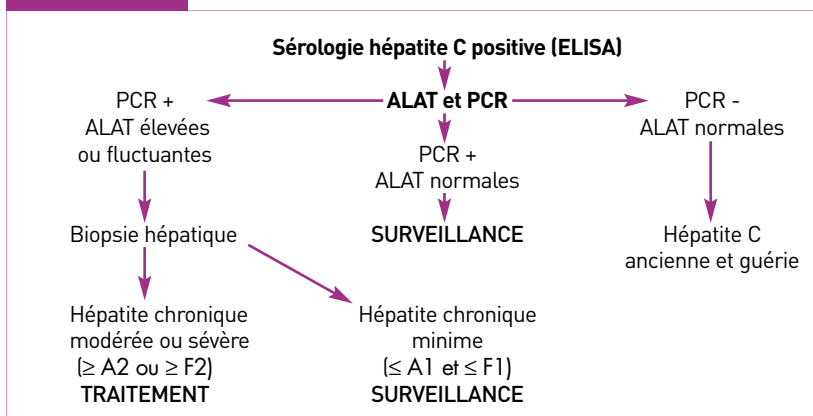 Sérologie hépatite C positive (ELISA)
PCR +
ALAT élevées
ou fluctuantes
ALAT et PCR
PCR -
ALAT normales
PCR +
ALAT normales
Biopsie hépatique
SURVEILLANCE
Hépatite C
ancienne et guérie
Hépatite chronique
modérée ou sévère
(≥ A2 ou ≥ F2)
TRAITEMENT
Hépatite chronique
minime
(≤ A1 et ≤ F1)
SURVEILLANCE